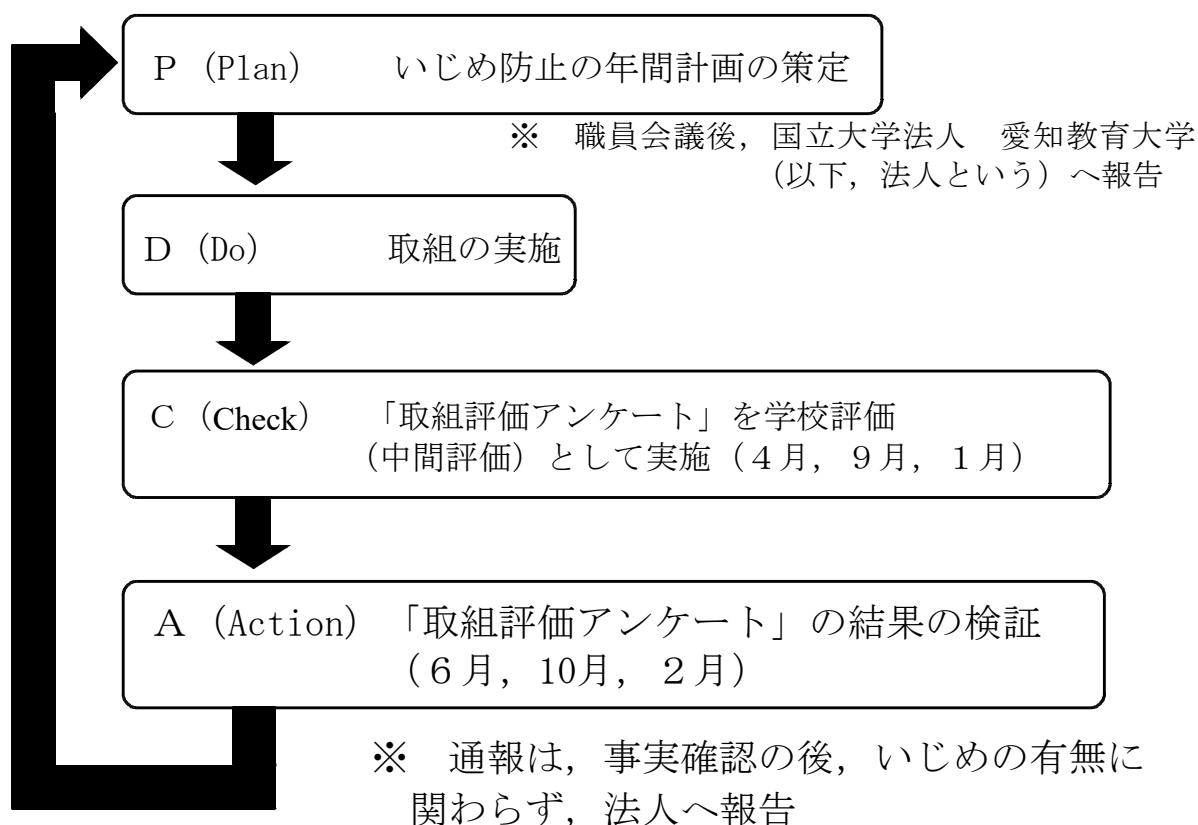 Ｐ（Plan）　　いじめ防止の年間計画の策定
※　職員会議後，国立大学法人　愛知教育大学
（以下，法人という）へ報告
Ｄ（Do）　　　取組の実施
Ｃ（Check）　「取組評価アンケート」を学校評価
（中間評価）として実施（４月，９月，１月）
Ａ（Action）「取組評価アンケート」の結果の検証
（６月，10月，２月）
※　通報は，事実確認の後，いじめの有無に
関わらず，法人へ報告